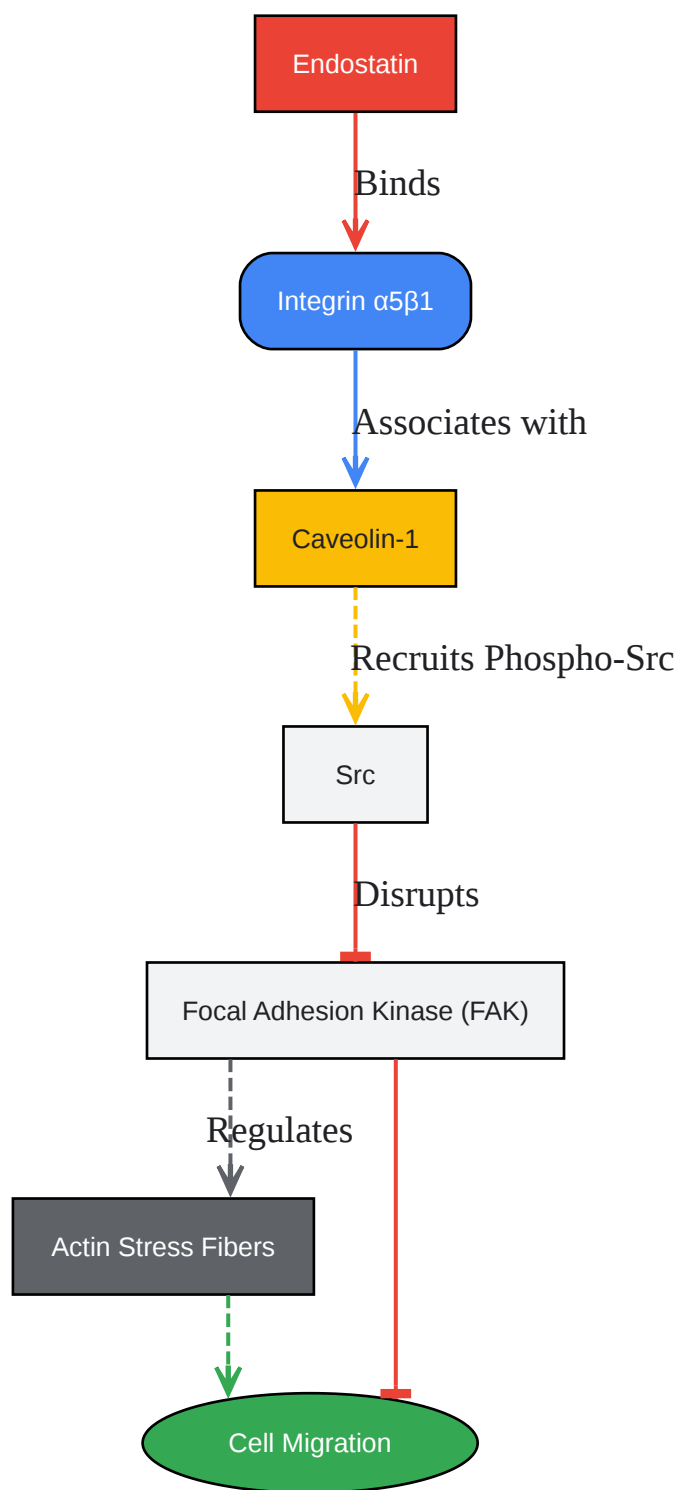 Endostatin
Binds
Integrin α5β1
Associates with
Caveolin-1
Recruits Phospho-Src
Src
Disrupts
Focal Adhesion Kinase (FAK)
Regulates
Actin Stress Fibers
Cell Migration